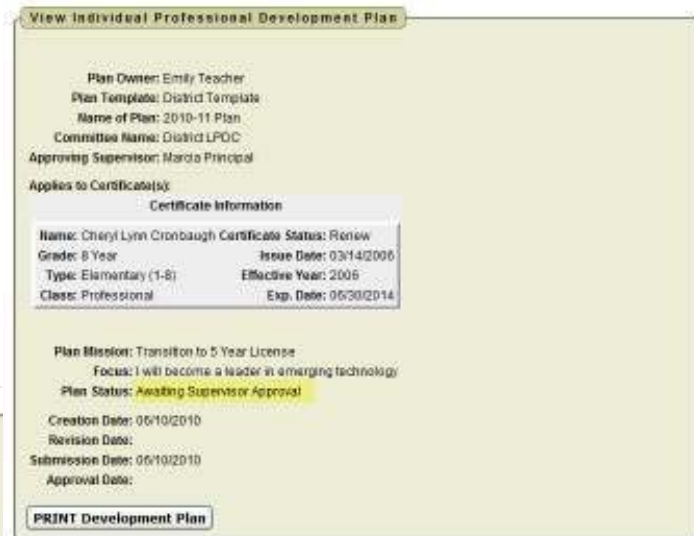 View Individual Professional Development Plan
Plan Owner: Emily Teacher
Plan Template: District Template
Name of Plan: 2010-11 Plan
Committee Name: District LPDC
Approving Supervisor: Marcia Principal
Applies to Certificate(s):
Certificate Information
Name: Cheryl Lynn Cronbaugh Certificate Status: Renew
Grade: 8 Year Issue Date: 03/14/2006
Type: Elementary (1-8) Effective Year: 2006
Class: Professional Exp. Date: 06/30/2014
Plan Mission: Transition to 5 Year License
Focus: I will become a leader in emerging technology
Plan Status: Awaiting Supervisor Approval
Creation Date: 06/10/2010
Revision Date:
Submission Date: 06/10/2010
Approval Date:
PRINT Development Plan